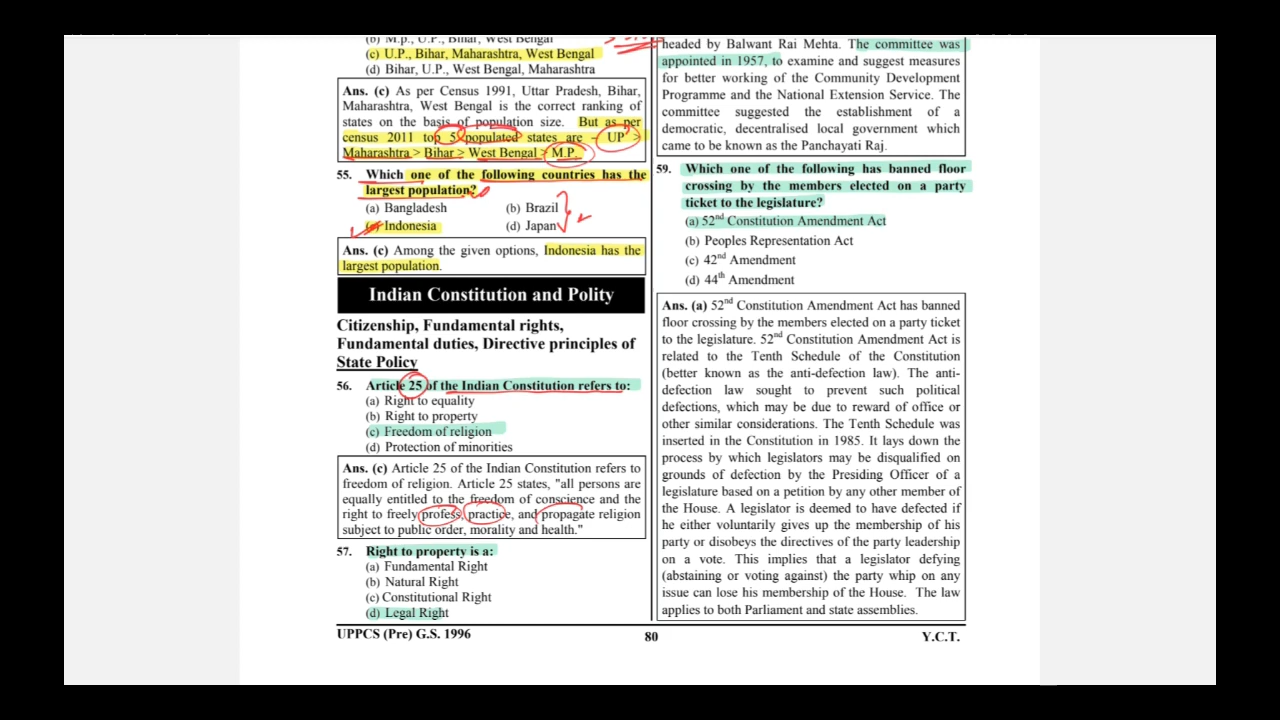 (b) M.p., U.P., Bihar, West Bengal
(c) U.P., Bihar, Maharashtra, West Bengal
(d) Bihar, U.P., West Bengal, Maharashtra
Ans. (c) As per Census 1991, Uttar Pradesh, Bihar,
Maharashtra, West Bengal is the correct ranking of
states on the basis of population size. But as per
census 2011 top 5 populated states are – UP >
Maharashtra > Bihar > West Bengal > M.P.
55. Which one of the following countries has the
largest population?
(a) Bangladesh (b) Brazil
(c) Indonesia (d) Japan
Ans. (c) Among the given options, Indonesia has the
largest population.
Indian Constitution and Polity
Citizenship, Fundamental rights,
Fundamental duties, Directive principles of
State Policy
56. Article 25 of the Indian Constitution refers to:
(a) Right to equality
(b) Right to property
(c) Freedom of religion
(d) Protection of minorities
Ans. (c) Article 25 of the Indian Constitution refers to
freedom of religion. Article 25 states, "all persons are
equally entitled to the freedom of conscience and the
right to freely profess, practice, and propagate religion
subject to public order, morality and health."
57. Right to property is a:
(a) Fundamental Right
(b) Natural Right
(c) Constitutional Right
(d) Legal Right
headed by Balwant Rai Mehta. The committee was
appointed in 1957, to examine and suggest measures
for better working of the Community Development
Programme and the National Extension Service. The
committee suggested the establishment of a
democratic, decentralised local government which
came to be known as the Panchayati Raj.
59. Which one of the following has banned floor
crossing by the members elected on a party
ticket to the legislature?
(a) 52nd Constitution Amendment Act
(b) Peoples Representation Act
(c) 42nd Amendment
(d) 44th Amendment
Ans. (a) 52nd Constitution Amendment Act has banned
floor crossing by the members elected on a party ticket
to the legislature. 52nd Constitution Amendment Act is
related to the Tenth Schedule of the Constitution
(better known as the anti-defection law). The anti-
defection law sought to prevent such political
defections, which may be due to reward of office or
other similar considerations. The Tenth Schedule was
inserted in the Constitution in 1985. It lays down the
process by which legislators may be disqualified on
grounds of defection by the Presiding Officer of a
legislature based on a petition by any other member of
the House. A legislator is deemed to have defected if
he either voluntarily gives up the membership of his
party or disobeys the directives of the party leadership
on a vote. This implies that a legislator defying
(abstaining or voting against) the party whip on any
issue can lose his membership of the House. The law
applies to both Parliament and state assemblies.
UPPCS (Pre) G.S. 1996 80 Y.C.T.